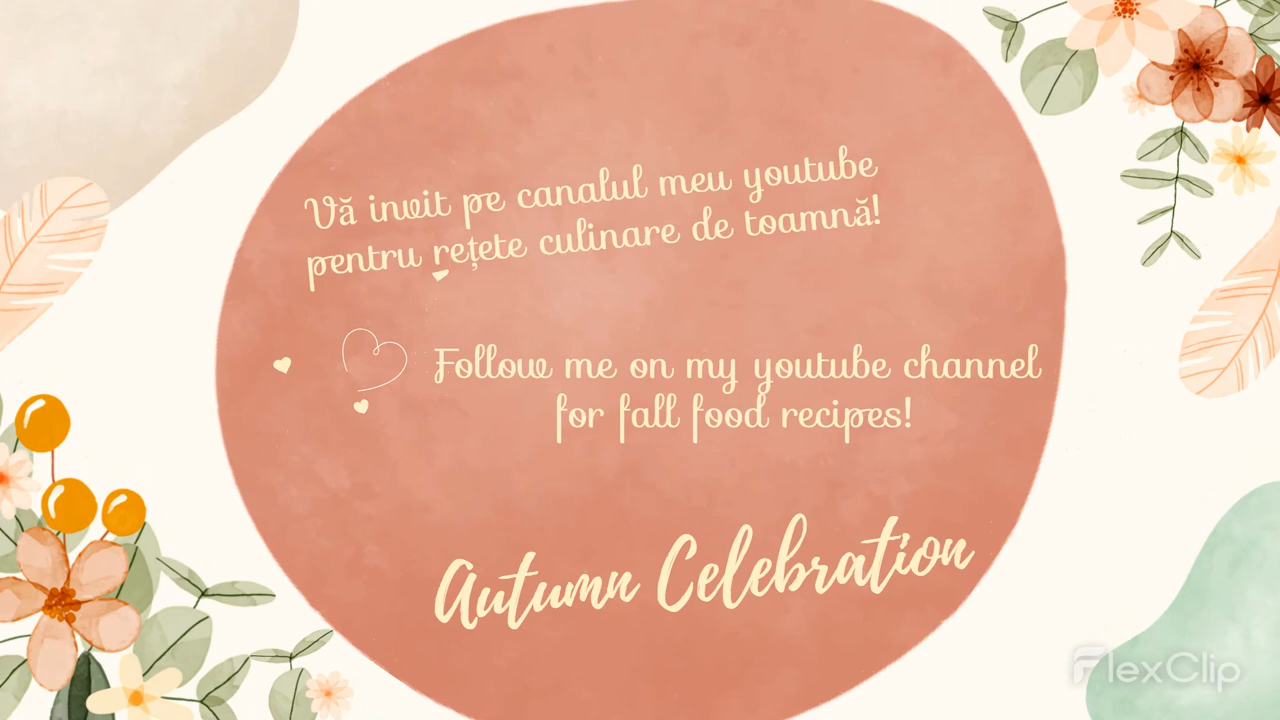 Vă invit pe canalul meu youtube
pentru rețete culinare de toamnă!
Follow me on my youtube channel
for fall food recipes!
Autumn Celebration
FlexClip